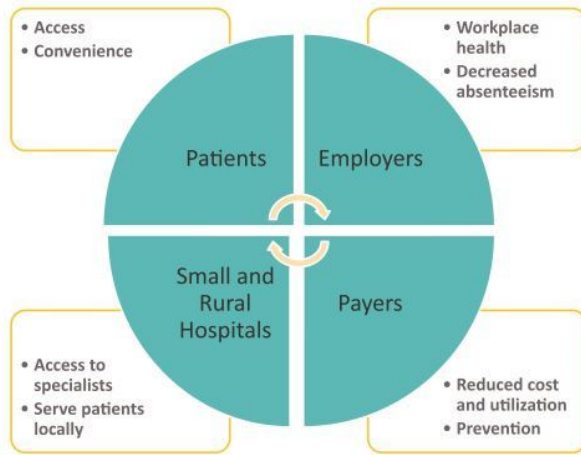 • Access
• Convenience
• Workplace
health
• Decreased
absenteeism
Patients
Employers
Small and
Rural
Hospitals
Payers
• Access to
specialists
• Serve patients
locally
• Reduced cost
and utilization
• Prevention